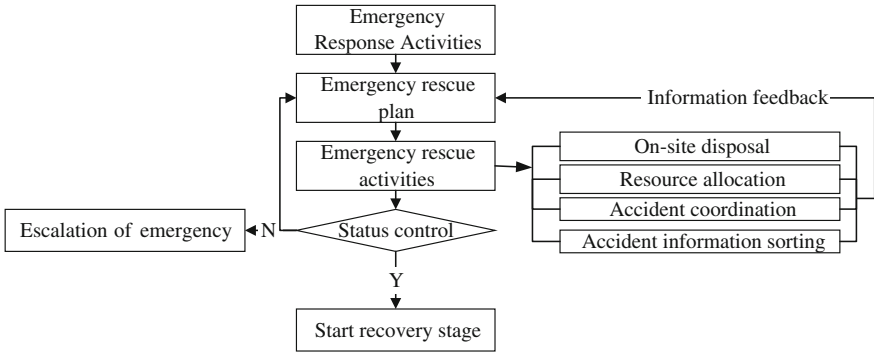 Emergency
Response Activities
Emergency rescue
plan
Information feedback
Emergency rescue
activities
On-site disposal
Resource allocation
Accident coordination
Accident information sorting
Escalation of emergency
N
Status control
Y
Start recovery stage